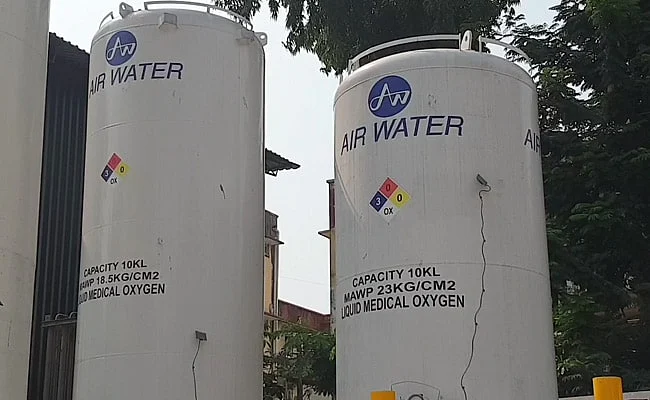 AW
AIR WATER
3 0 0
OX
CAPACITY 10KL
MAWP 18.5KG/CM2
LIQUID MEDICAL OXYGEN
AW
AIR WATER
0
3 0
OX
CAPACITY 10KL
MAWP 23KG/CM2
LIQUID MEDICAL OXYGEN
AIR